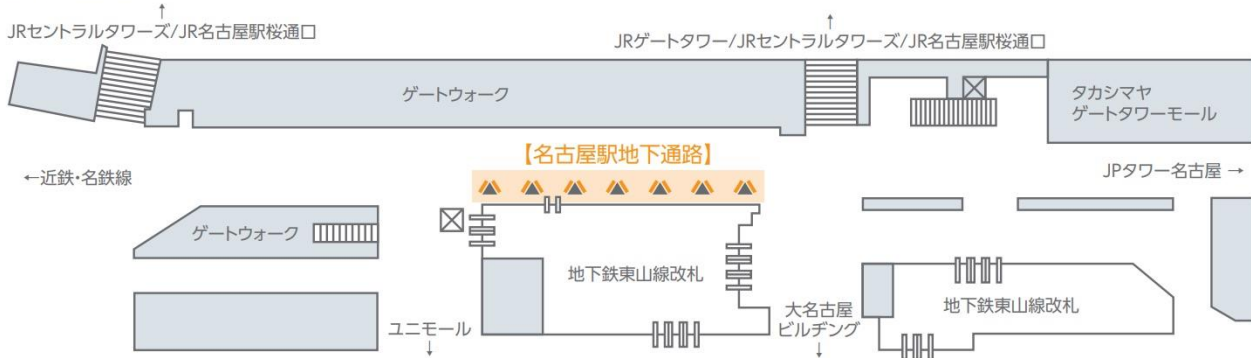 ↑
JRセントラルタワーズ/JR名古屋駅桜通口
↑
JRゲートタワー/JRセントラルタワーズ/JR名古屋駅桜通口
ゲートウォーク
タカシマヤ
ゲートタワーモール
【名古屋駅地下通路】
←近鉄・名鉄線
JPタワー名古屋 →
ゲートウォーク
地下鉄東山線改札
地下鉄東山線改札
ユニモール
↓
大名古屋
ビルヂング
↓